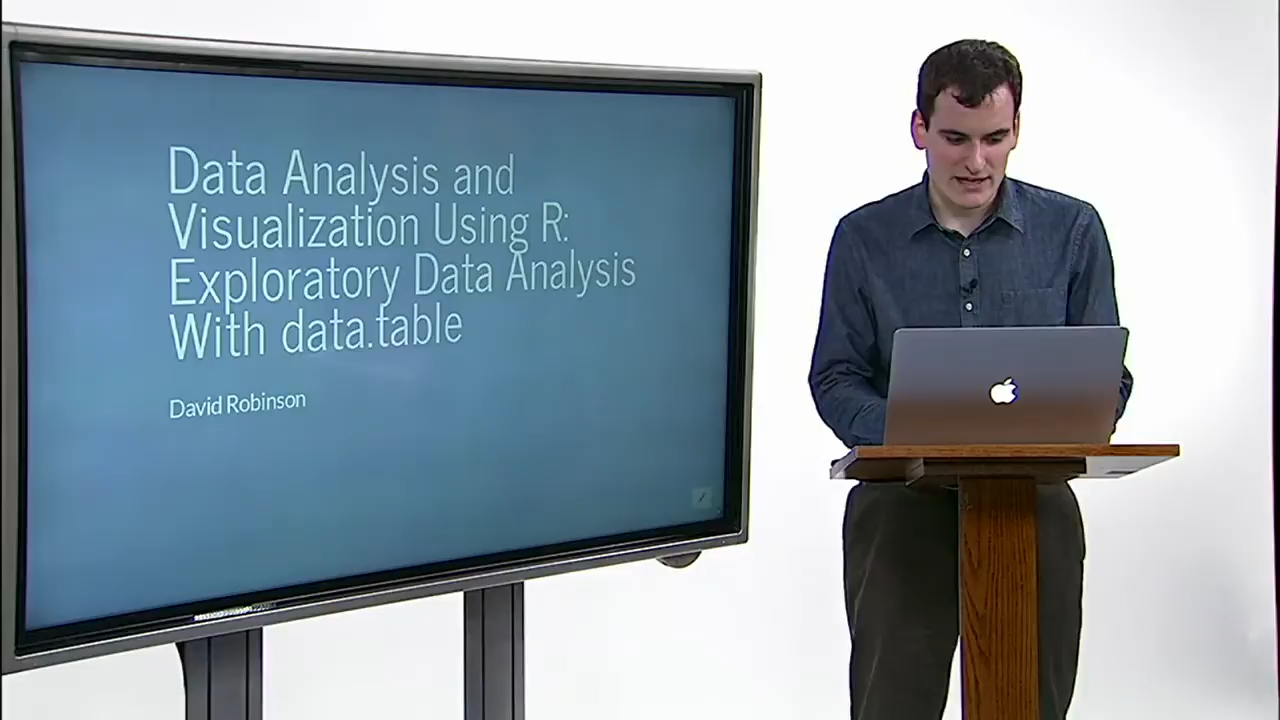 Data Analysis and
Visualization Using R:
Exploratory Data Analysis
With data.table
David Robinson